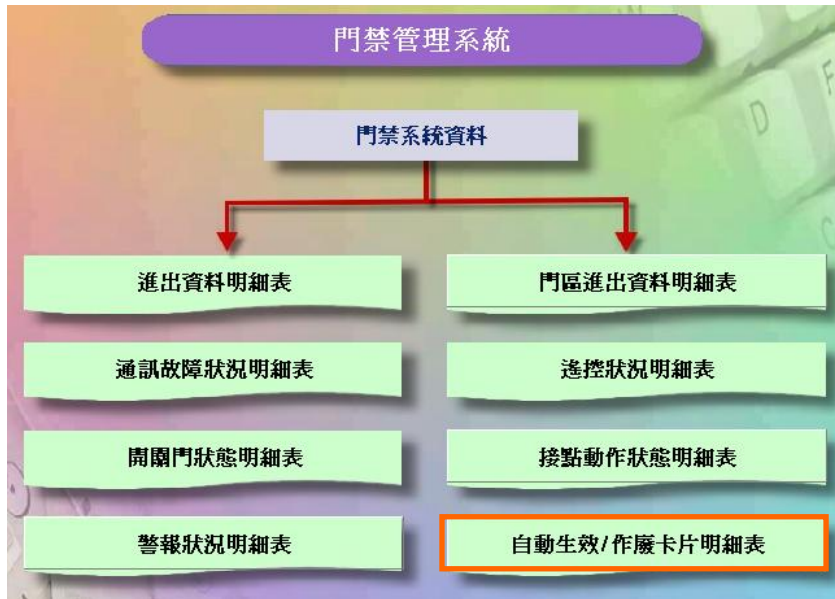 門禁管理系統
門禁系統資料
進出資料明細表
門區進出資料明細表
通訊故障狀況明細表
遙控狀況明細表
開關門狀態明細表
接點動作狀態明細表
警報狀況明細表
自動生效/作廢卡片明細表
D
F